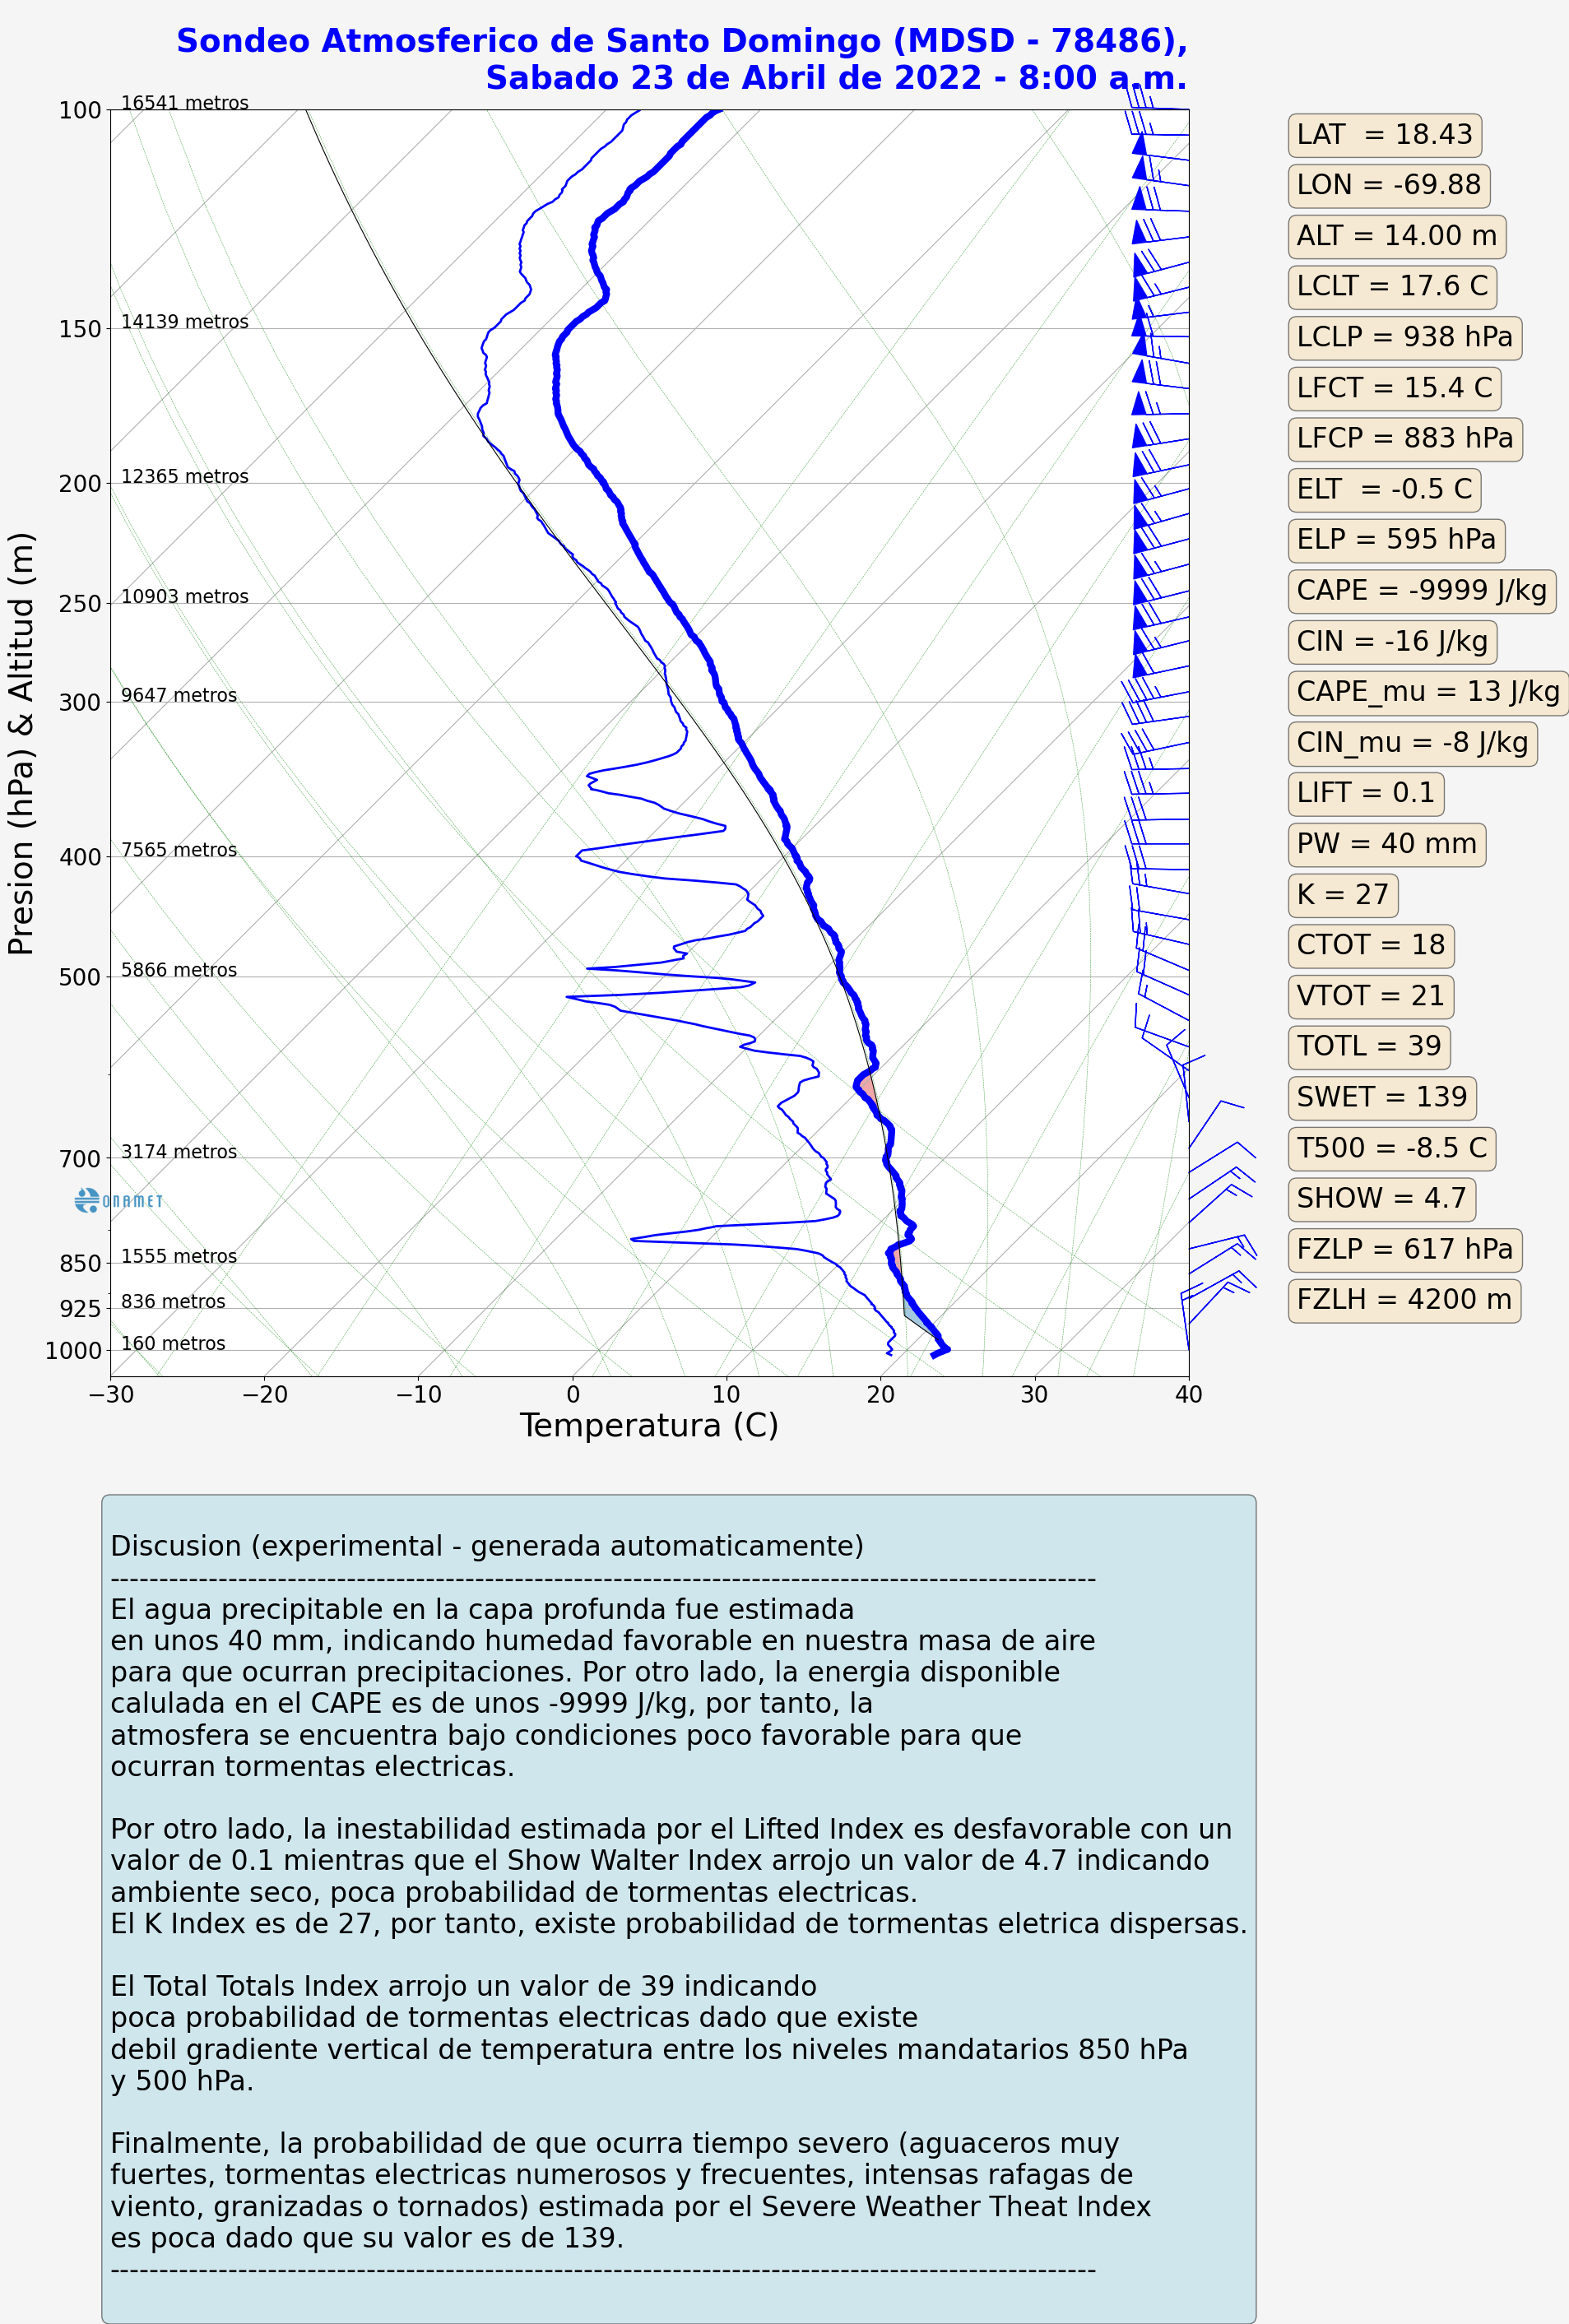 Sondeo Atmosferico de Santo Domingo (MDSD - 78486),
Sabado 23 de Abril de 2022 - 8:00 a.m.
Presion (hPa) & Altitud (m)
100
16541 metros
150
14139 metros
200
12365 metros
250
10903 metros
300
9647 metros
400
7565 metros
500
5866 metros
700
3174 metros
ONAMET
850
1555 metros
925
836 metros
1000
160 metros
−30 −20 −10 0 10 20 30 40
Temperatura (C)
LAT  = 18.43
LON = -69.88
ALT = 14.00 m
LCLT = 17.6 C
LCLP = 938 hPa
LFCT = 15.4 C
LFCP = 883 hPa
ELT  = -0.5 C
ELP = 595 hPa
CAPE = -9999 J/kg
CIN = -16 J/kg
CAPE_mu = 13 J/kg
CIN_mu = -8 J/kg
LIFT = 0.1
PW = 40 mm
K = 27
CTOT = 18
VTOT = 21
TOTL = 39
SWET = 139
T500 = -8.5 C
SHOW = 4.7
FZLP = 617 hPa
FZLH = 4200 m
Discusion (experimental - generada automaticamente)
----------------------------------------------------------------------------------------------------
El agua precipitable en la capa profunda fue estimada
en unos 40 mm, indicando humedad favorable en nuestra masa de aire
para que ocurran precipitaciones. Por otro lado, la energia disponible
calulada en el CAPE es de unos -9999 J/kg, por tanto, la
atmosfera se encuentra bajo condiciones poco favorable para que
ocurran tormentas electricas.
Por otro lado, la inestabilidad estimada por el Lifted Index es desfavorable con un
valor de 0.1 mientras que el Show Walter Index arrojo un valor de 4.7 indicando
ambiente seco, poca probabilidad de tormentas electricas.
El K Index es de 27, por tanto, existe probabilidad de tormentas eletrica dispersas.
El Total Totals Index arrojo un valor de 39 indicando
poca probabilidad de tormentas electricas dado que existe
debil gradiente vertical de temperatura entre los niveles mandatarios 850 hPa
y 500 hPa.
Finalmente, la probabilidad de que ocurra tiempo severo (aguaceros muy
fuertes, tormentas electricas numerosos y frecuentes, intensas rafagas de
viento, granizadas o tornados) estimada por el Severe Weather Theat Index
es poca dado que su valor es de 139.
----------------------------------------------------------------------------------------------------